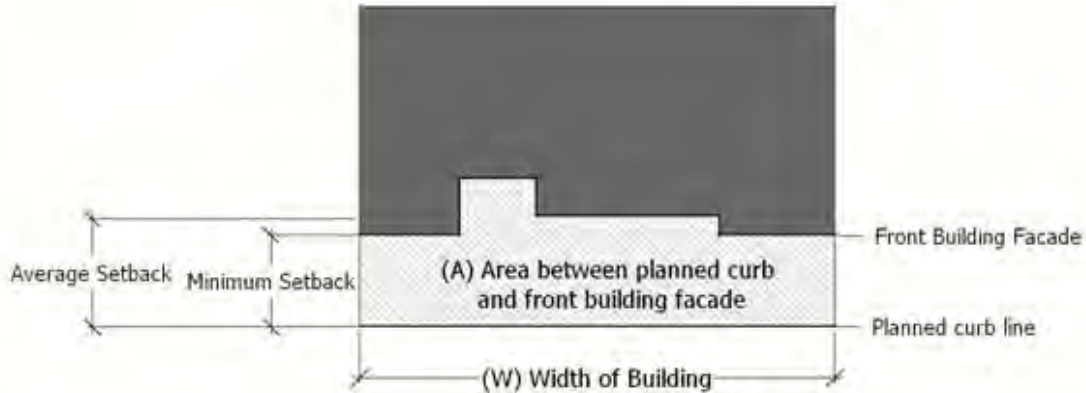 Front Building Facade
Average Setback
Minimum Setback
(A) Area between planned curb
and front building facade
Planned curb line
(W) Width of Building